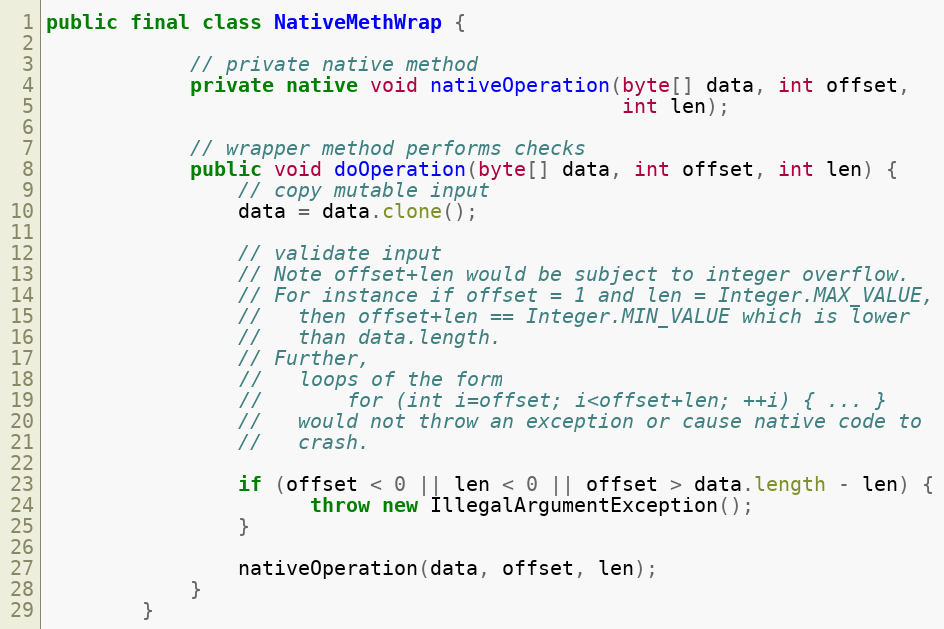 1 public final class NativeMethWrap {
2
3             // private native method
4             private native void nativeOperation(byte[] data, int offset,
5                                                 int len);
6
7             // wrapper method performs checks
8             public void doOperation(byte[] data, int offset, int len) {
9                 // copy mutable input
10                 data = data.clone();
11
12                 // validate input
13                 // Note offset+len would be subject to integer overflow.
14                 // For instance if offset = 1 and len = Integer.MAX_VALUE,
15                 //   then offset+len == Integer.MIN_VALUE which is lower
16                 //   than data.length.
17                 // Further,
18                 //   loops of the form
19                 //       for (int i=offset; i<offset+len; ++i) { ... }
20                 //   would not throw an exception or cause native code to
21                 //   crash.
22
23                 if (offset < 0 || len < 0 || offset > data.length - len) {
24                       throw new IllegalArgumentException();
25                 }
26
27                 nativeOperation(data, offset, len);
28             }
29         }